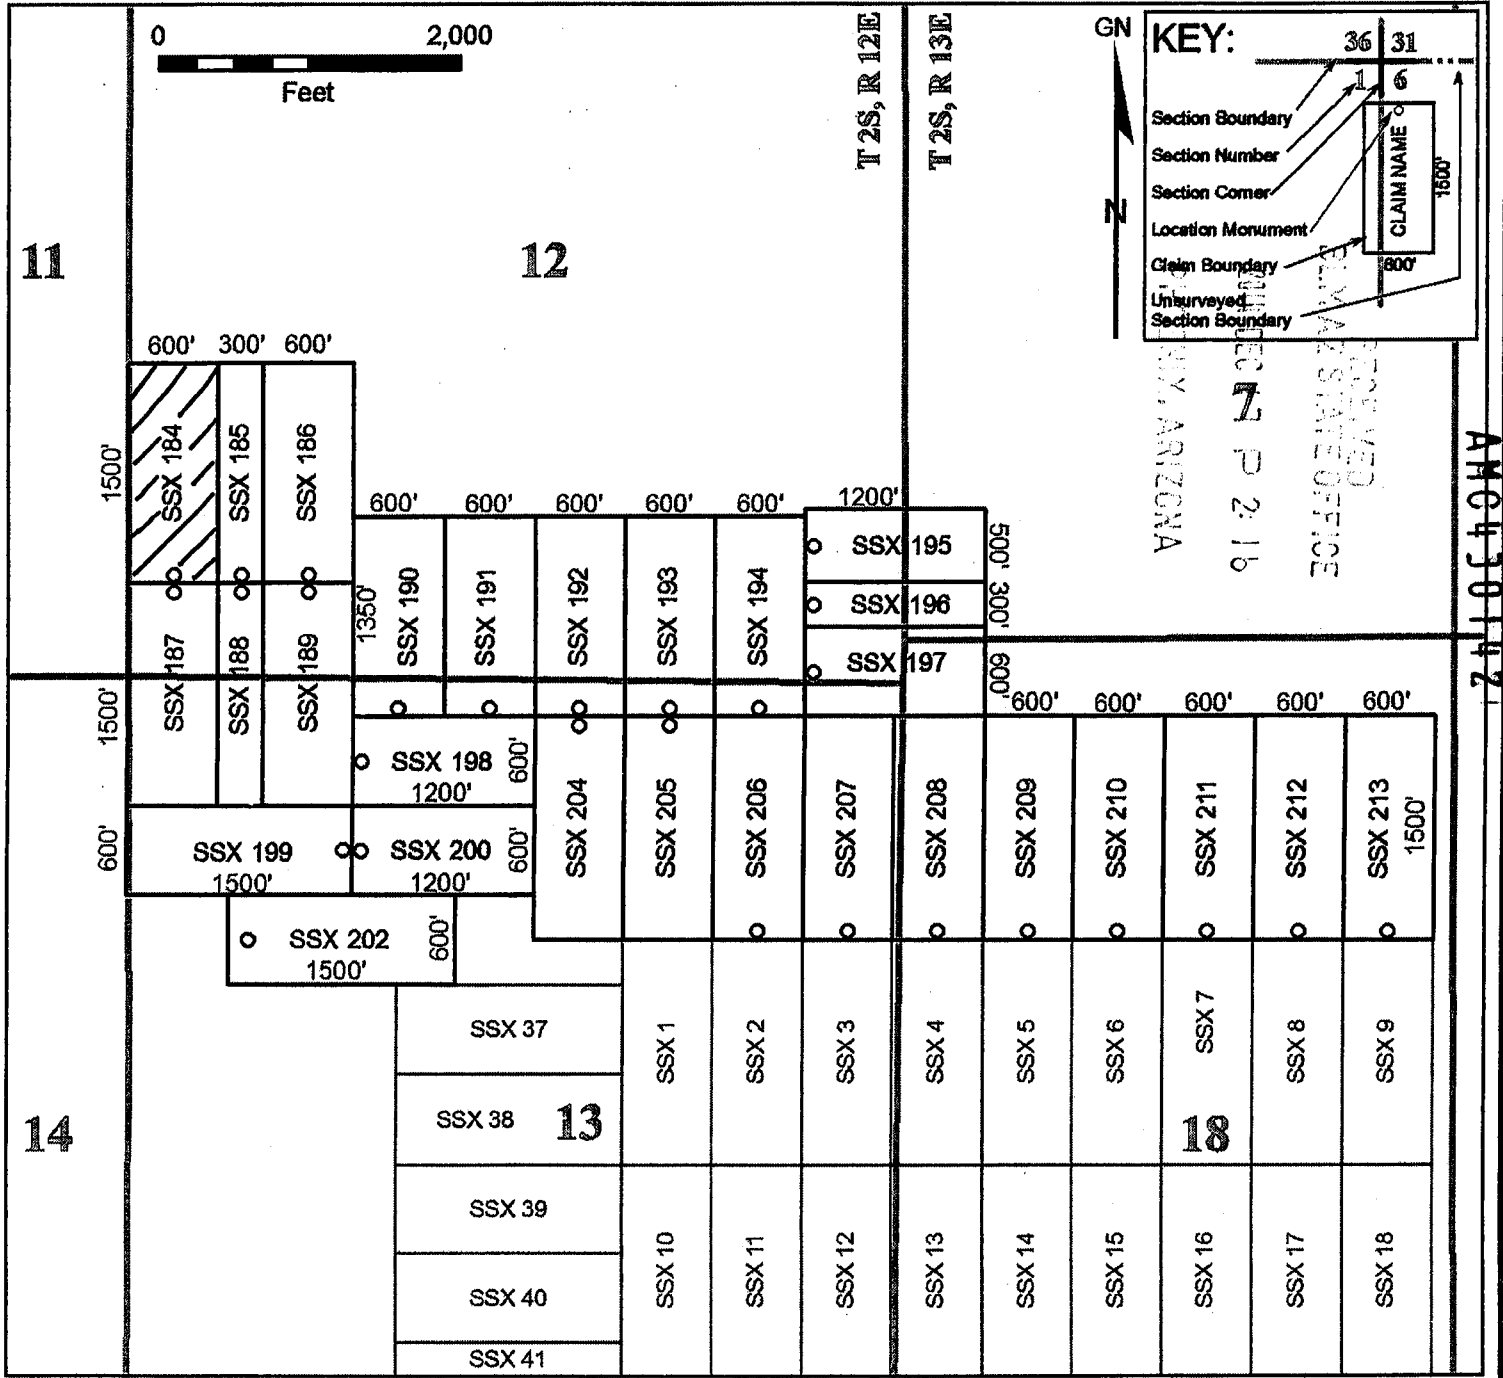 0 2,000
Feet
T 2S, R 12E
T 2S, R 13E
GN
N
KEY:
36 31
1 6
Section Boundary
Section Number
Section Corner
Location Monument
Claim Boundary
Unsurveyed
Section Boundary
CLAIM NAME
1500'
600'
11
12
7
RECEIVED
BLM AZ STATE OFFICE
DEC
P 2: 16
ARIZONA
600' 300' 600'
1500'
SSX 184
SSX 185
SSX 186
600' 600' 600' 600' 600' 1200'
1350'
SSX 190
SSX 191
SSX 192
SSX 193
SSX 194
SSX 195
500'
SSX 196
300'
SSX 197
600'
SSX 187
SSX 188
SSX 189
1500'
600' 600' 600' 600' 600'
SSX 198
1200'
600'
SSX 199
1500'
600'
SSX 200
1200'
600'
SSX 202
1500'
600'
SSX 204
SSX 205
SSX 206
SSX 207
SSX 208
SSX 209
SSX 210
SSX 211
SSX 212
SSX 213
1500'
SSX 37
SSX 1
SSX 2
SSX 3
SSX 4
SSX 5
SSX 6
SSX 7
SSX 8
SSX 9
14
SSX 38
13
18
SSX 39
SSX 10
SSX 11
SSX 12
SSX 13
SSX 14
SSX 15
SSX 16
SSX 17
SSX 18
SSX 40
SSX 41